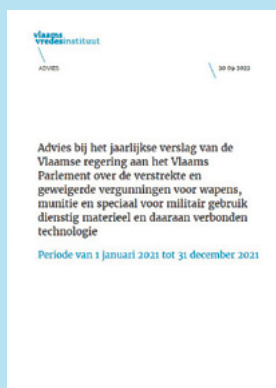 vlaams
vredesinstituut
ADVIES
20 09 2022
Advies bij het jaarlijkse verslag van de
Vlaamse regering aan het Vlaams
Parlement over de verstrekte en
geweigerde vergunningen voor wapens,
munitie en speciaal voor militair gebruik
dienstig materieel en daaraan verbonden
technologie
Periode van 1 januari 2021 tot 31 december 2021